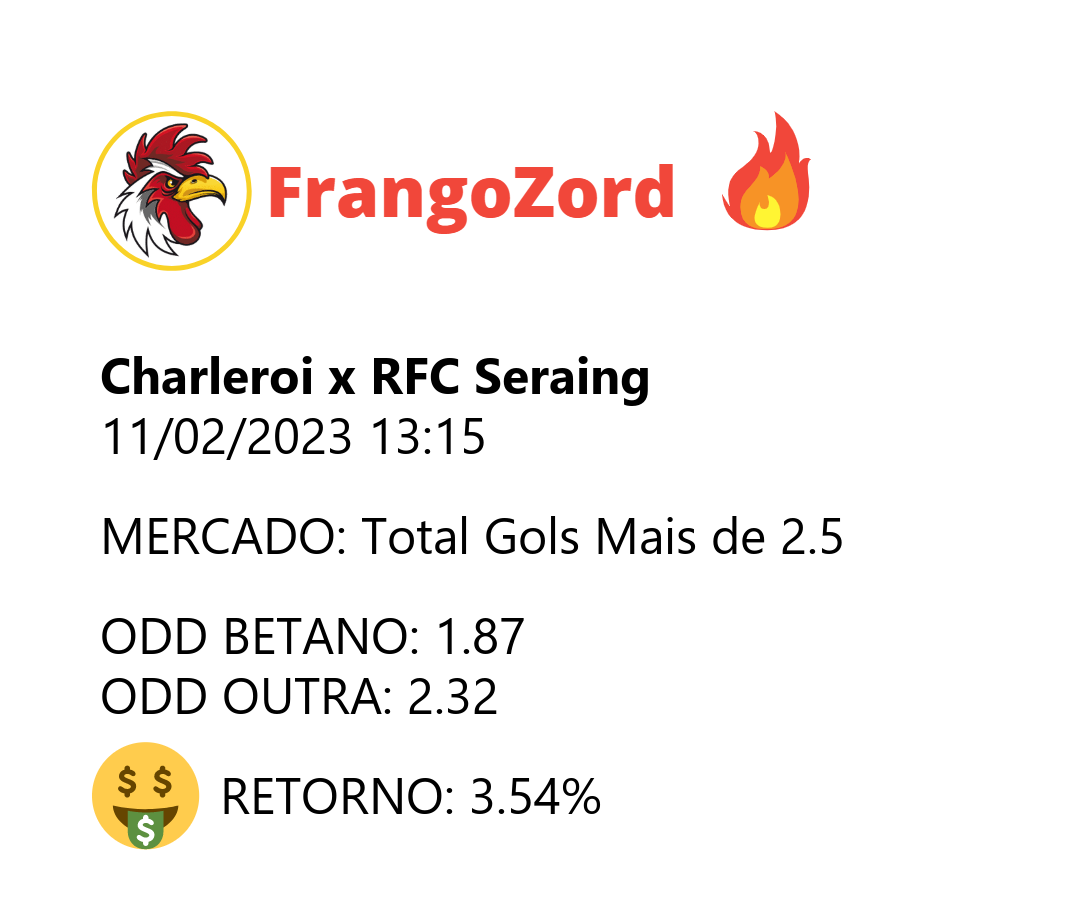 FrangoZord
Charleroi x RFC Seraing
11/02/2023 13:15
MERCADO: Total Gols Mais de 2.5
ODD BETANO: 1.87
ODD OUTRA: 2.32
RETORNO: 3.54%